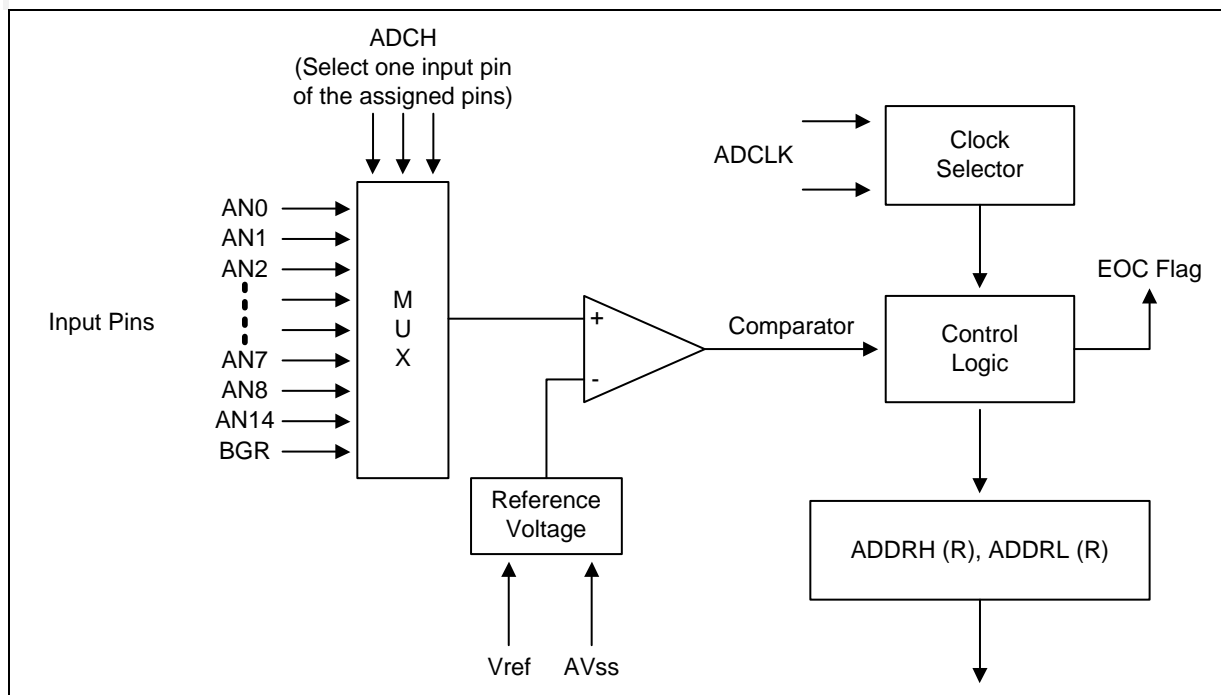 ADCH
(Select one input pin
of the assigned pins)
ADCLK
Clock
Selector
AN0
AN1
AN2
AN7
AN8
AN14
BGR
Input Pins
M
U
X
+
-
Comparator
Control
Logic
EOC Flag
Reference
Voltage
ADDRH (R), ADDRL (R)
Vref
AVss